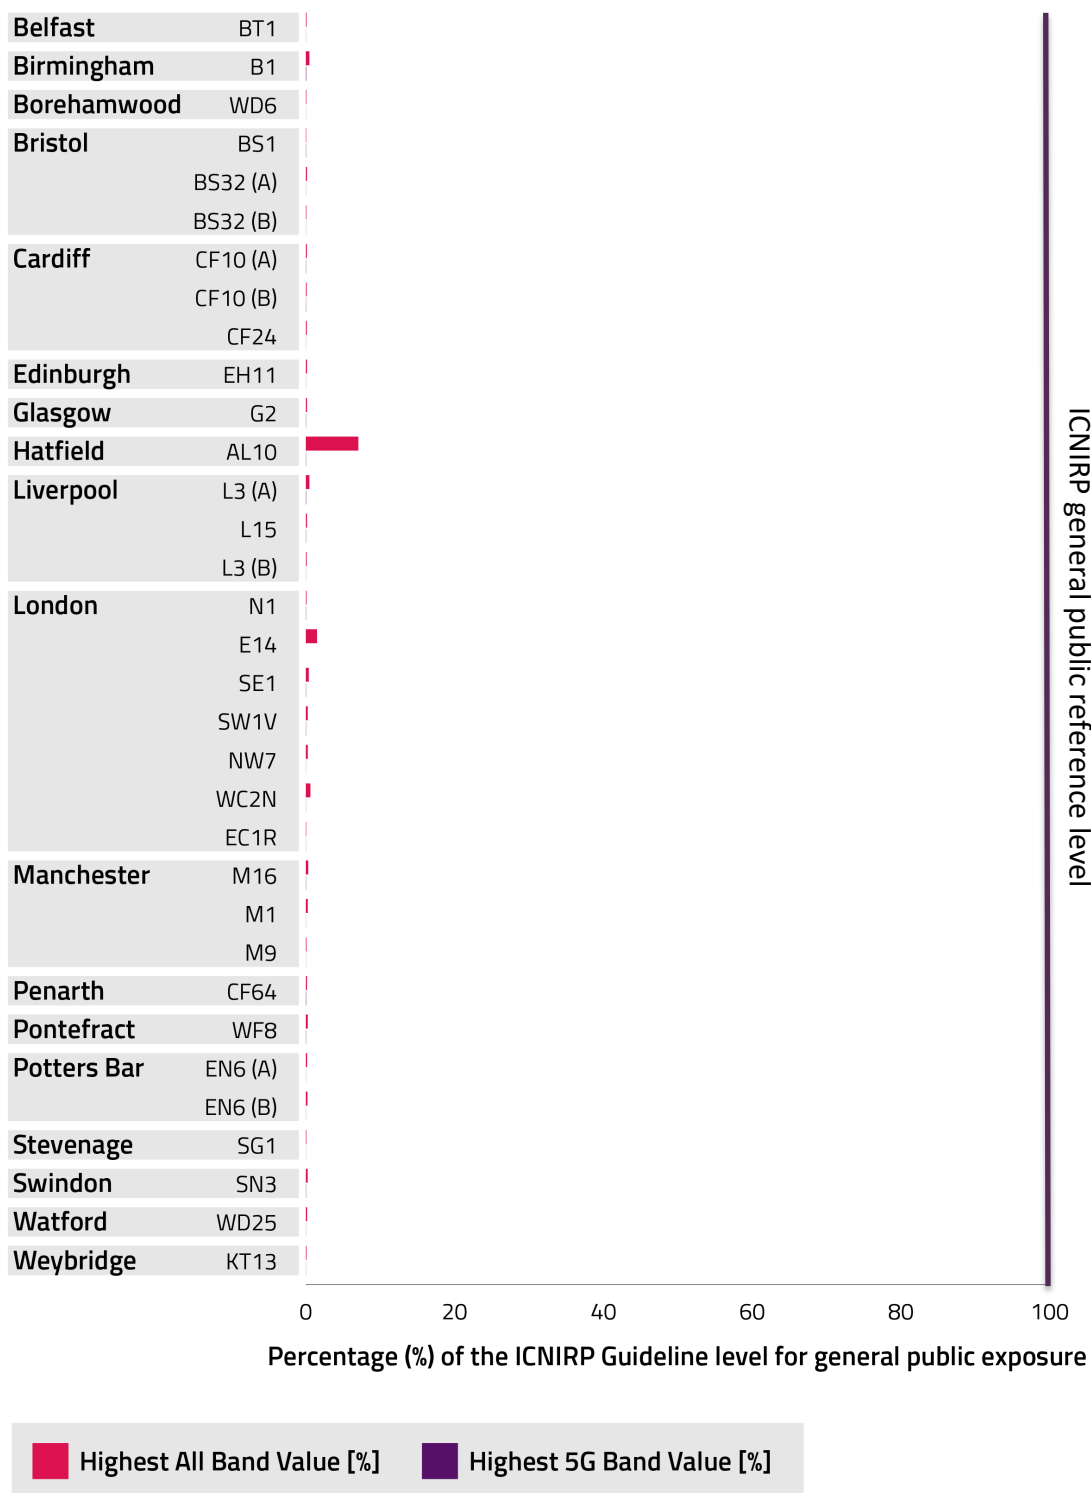 Belfast BT1
Birmingham B1
Borehamwood WD6
Bristol BS1
BS32 (A)
BS32 (B)
Cardiff CF10 (A)
CF10 (B)
CF24
Edinburgh EH11
Glasgow G2
Hatfield AL10
Liverpool L3 (A)
L15
L3 (B)
London N1
E14
SE1
SW1V
NW7
WC2N
EC1R
Manchester M16
M1
M9
Penarth CF64
Pontefract WF8
Potters Bar EN6 (A)
EN6 (B)
Stevenage SG1
Swindon SN3
Watford WD25
Weybridge KT13
ICNIRP general public reference level
0 20 40 60 80 100
Percentage (%) of the ICNIRP Guideline level for general public exposure
Highest All Band Value [%] Highest 5G Band Value [%]